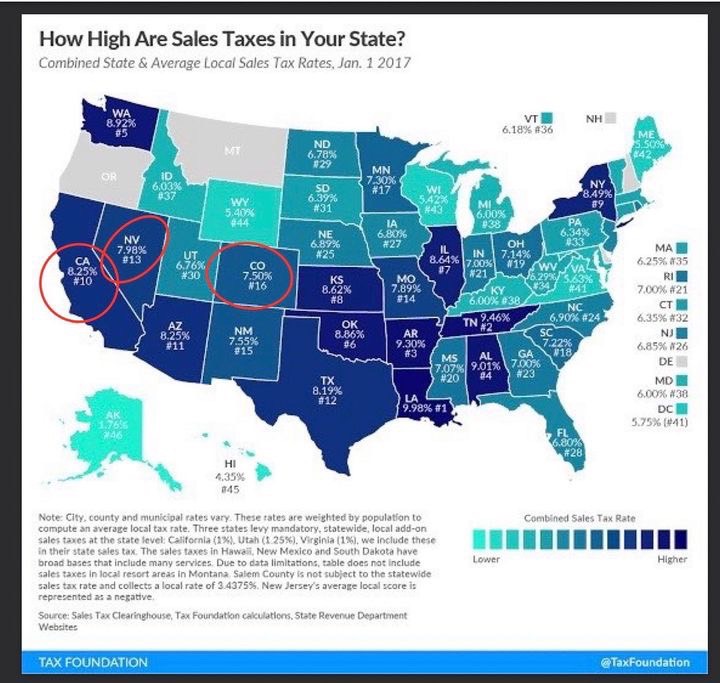 How High Are Sales Taxes in Your State?
Combined State & Average Local Sales Tax Rates, Jan. 1 2017
WA
8.92%
#5
MT
ND
6.78%
#29
MN
7.30%
#17
VT
6.18% #36
NH
ME
5.50%
#42
OR
ID
6.03%
#37
WY
5.40%
#44
SD
6.39%
#31
WI
5.42%
#43
MI
6.00%
#38
NY
8.49%
#9
NV
7.98%
#13
UT
6.76%
#30
CO
7.50%
#16
NE
6.89%
#25
IA
6.80%
#27
IL
8.64%
#7
IN
7.00%
#21
OH
7.14%
#19
PA
6.34%
#33
CA
8.25%
#10
KS
8.62%
#8
MO
7.89%
#14
WV
6.29%
#34
VA
5.63%
#41
KY
6.00% #38
MA
6.25% #35
RI
7.00% #21
CT
6.35% #32
NJ
6.85% #26
DE
MD
6.00% #38
DC
5.75% (#41)
AZ
8.25%
#11
NM
7.55%
#15
OK
8.86%
#6
AR
9.30%
#3
TN 9.46%
#2
NC
6.90% #24
SC
7.22%
#18
TX
8.19%
#12
LA
9.98% #1
MS
7.07%
#20
AL
9.01%
#4
GA
7.00%
#23
FL
6.80%
#28
AK
1.76%
#46
HI
4.35%
#45
Note: City, county and municipal rates vary. These rates are weighted by population to
compute an average local tax rate. Three states levy mandatory, statewide, local add-on
sales taxes at the state level: California (1%), Utah (1.25%), Virginia (1%), we include these
in their state sales tax. The sales taxes in Hawaii, New Mexico and South Dakota have
broad bases that include many services. Due to data limitations, table does not include
sales taxes in local resort areas in Montana. Salem County is not subject to the statewide
sales tax rate and collects a local rate of 3.4375%. New Jersey's average local score is
represented as a negative.
Source: Sales Tax Clearinghouse, Tax Foundation calculations, State Revenue Department
Websites
Combined Sales Tax Rate
Lower Higher
TAX FOUNDATION @TaxFoundation